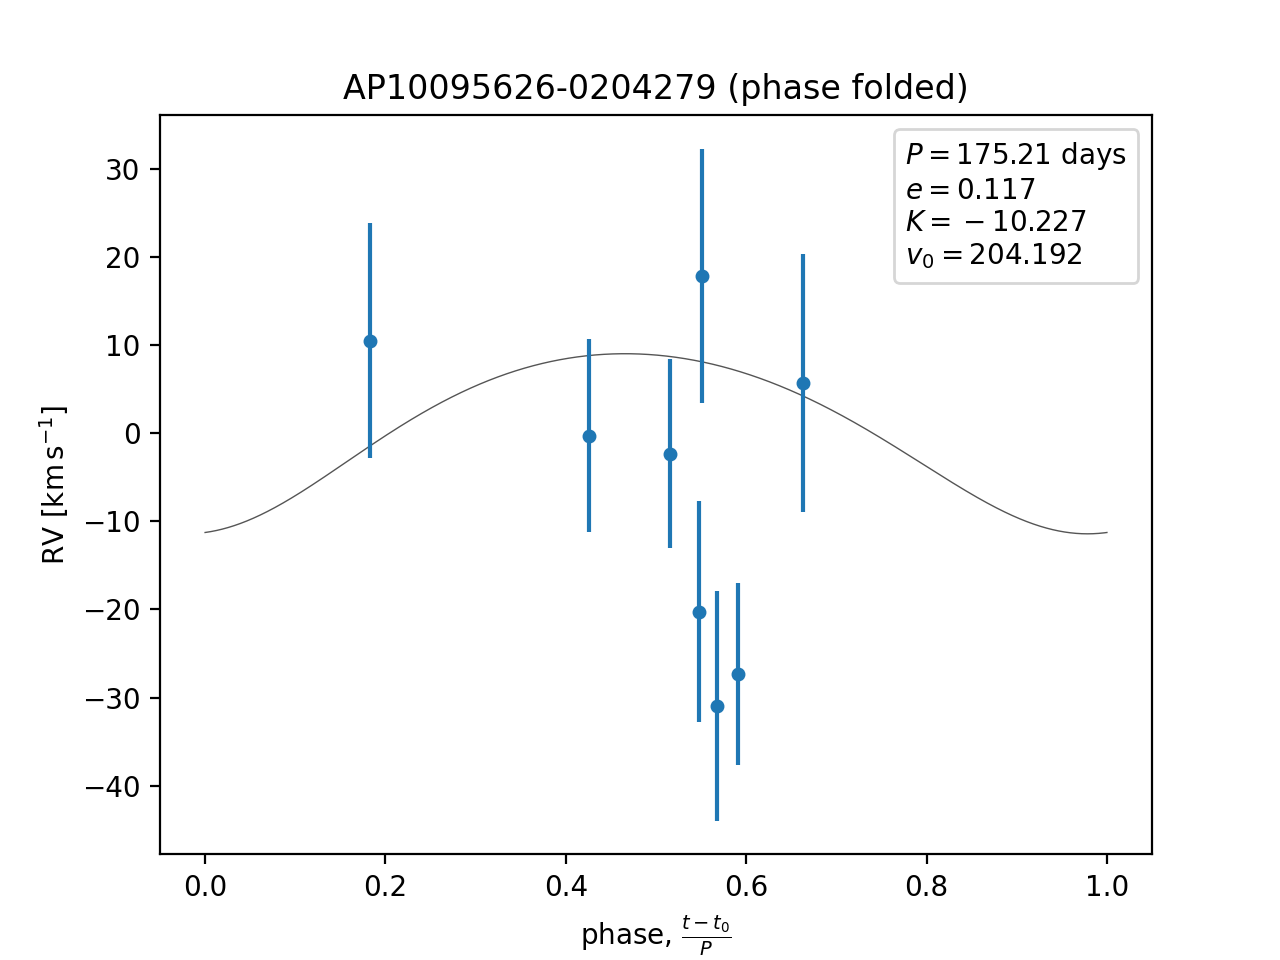 AP10095626-0204279 (phase folded)
P = 175.21 days
e = 0.117
K = −10.227
v₀ = 204.192
30
20
10
0
−10
−20
−30
−40
RV [km s⁻¹]
0.0 0.2 0.4 0.6 0.8 1.0
phase, (t − t₀)/P